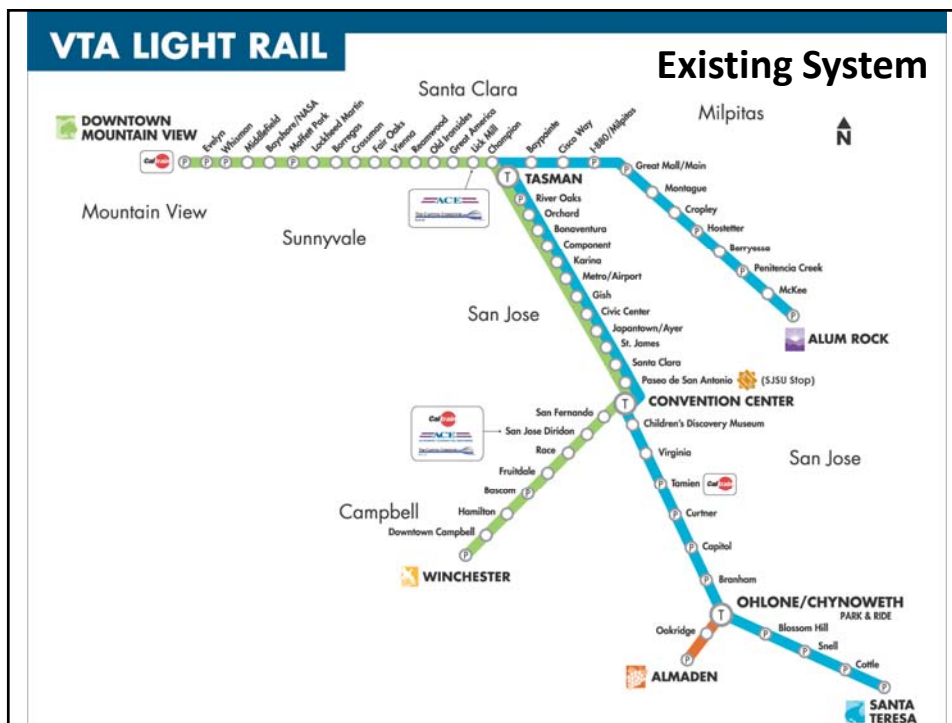 VTA LIGHT RAIL
Existing System
Santa Clara
Milpitas
N
DOWNTOWN
MOUNTAIN VIEW
Caltrain
P
Evelyn
Whisman
Middlefield
Bayshore/NASA
Moffett Park
Lockheed Martin
Borregas
Crossman
Fair Oaks
Vienna
Reamwood
Old Ironsides
Great America
Lick Mill
Champion
Baypointe
Cisco Way
I-880/Milpitas
Great Mall/Main
Montague
Cropley
Hostetter
Berryessa
Penitencia Creek
McKee
ALUM ROCK
ACE
T
TASMAN
River Oaks
Orchard
Bonaventura
Component
Karina
Metro/Airport
Gish
Civic Center
Japantown/Ayer
St. James
Santa Clara
Paseo de San Antonio
(SJSU Stop)
T
CONVENTION CENTER
Mountain View
Sunnyvale
San Jose
San Fernando
San Jose Diridon
Caltrain
ACE
Race
Fruitdale
Bascom
Hamilton
Downtown Campbell
Campbell
WINCHESTER
Children's Discovery Museum
Virginia
Tamien
Caltrain
San Jose
Curtner
Capitol
Branham
T
OHLONE/CHYNOWETH
PARK & RIDE
Oakridge
ALMADEN
Blossom Hill
Snell
Cottle
SANTA
TERESA